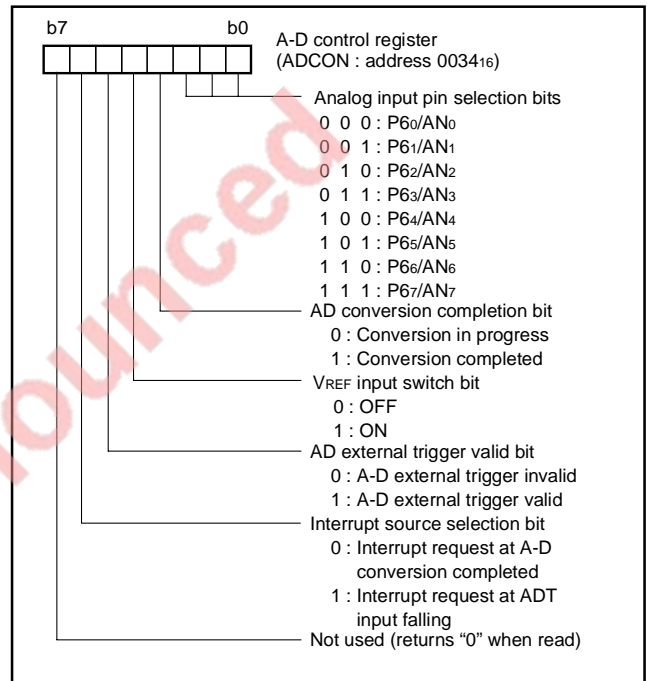 b7 b0
A-D control register
(ADCON : address 003416)
Analog input pin selection bits
0 0 0 : P60/AN0
0 0 1 : P61/AN1
0 1 0 : P62/AN2
0 1 1 : P63/AN3
1 0 0 : P64/AN4
1 0 1 : P65/AN5
1 1 0 : P66/AN6
1 1 1 : P67/AN7
AD conversion completion bit
0 : Conversion in progress
1 : Conversion completed
VREF input switch bit
0 : OFF
1 : ON
AD external trigger valid bit
0 : A-D external trigger invalid
1 : A-D external trigger valid
Interrupt source selection bit
0 : Interrupt request at A-D
conversion completed
1 : Interrupt request at ADT
input falling
Not used (returns “0” when read)
ounced